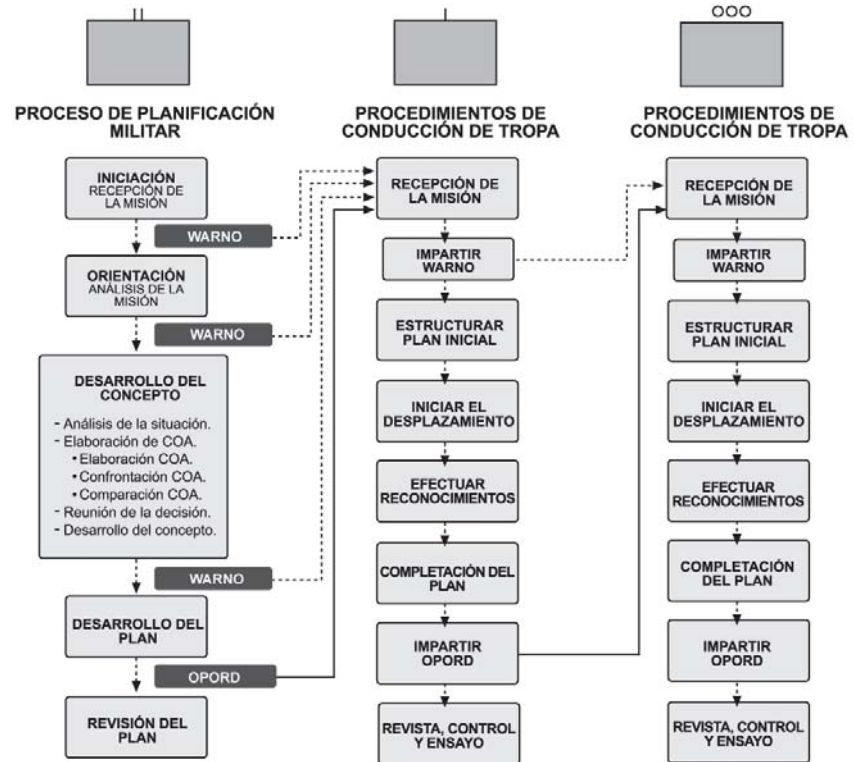 PROCESO DE PLANIFICACIÓN
MILITAR
INICIACIÓN
RECEPCIÓN DE
LA MISIÓN
WARNO
ORIENTACIÓN
ANÁLISIS DE LA
MISIÓN
WARNO
DESARROLLO DEL
CONCEPTO
- Análisis de la situación.
- Elaboración de COA.
•Elaboración COA.
•Confrontación COA.
•Comparación COA.
- Reunión de la decisión.
- Desarrollo del concepto.
WARNO
DESARROLLO DEL
PLAN
OPORD
REVISIÓN DEL
PLAN
PROCEDIMIENTOS DE
CONDUCCIÓN DE TROPA
RECEPCIÓN DE
LA MISIÓN
IMPARTIR
WARNO
ESTRUCTURAR
PLAN INICIAL
INICIAR EL
DESPLAZAMIENTO
EFECTUAR
RECONOCIMIENTOS
COMPLETACIÓN DEL
PLAN
IMPARTIR
OPORD
REVISTA, CONTROL
Y ENSAYO
PROCEDIMIENTOS DE
CONDUCCIÓN DE TROPA
RECEPCIÓN DE
LA MISIÓN
IMPARTIR
WARNO
ESTRUCTURAR
PLAN INICIAL
INICIAR EL
DESPLAZAMIENTO
EFECTUAR
RECONOCIMIENTOS
COMPLETACIÓN
DEL PLAN
IMPARTIR
OPORD
REVISTA, CONTROL
Y ENSAYO